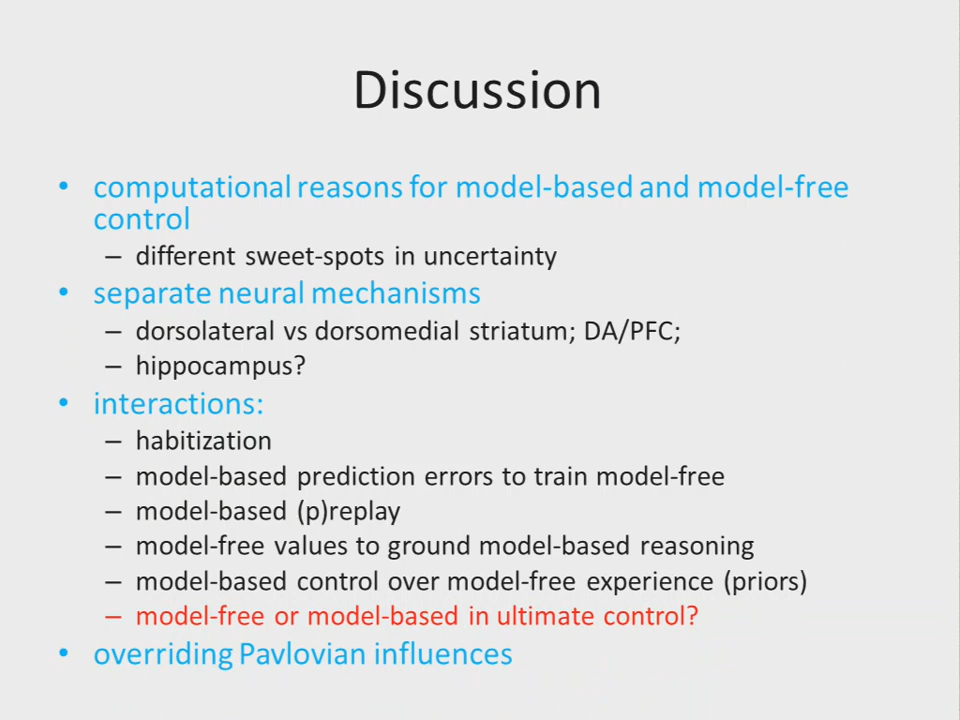 Discussion
• computational reasons for model-based and model-free
control
– different sweet-spots in uncertainty
• separate neural mechanisms
– dorsolateral vs dorsomedial striatum; DA/PFC;
– hippocampus?
• interactions:
– habitization
– model-based prediction errors to train model-free
– model-based (p)replay
– model-free values to ground model-based reasoning
– model-based control over model-free experience (priors)
– model-free or model-based in ultimate control?
• overriding Pavlovian influences